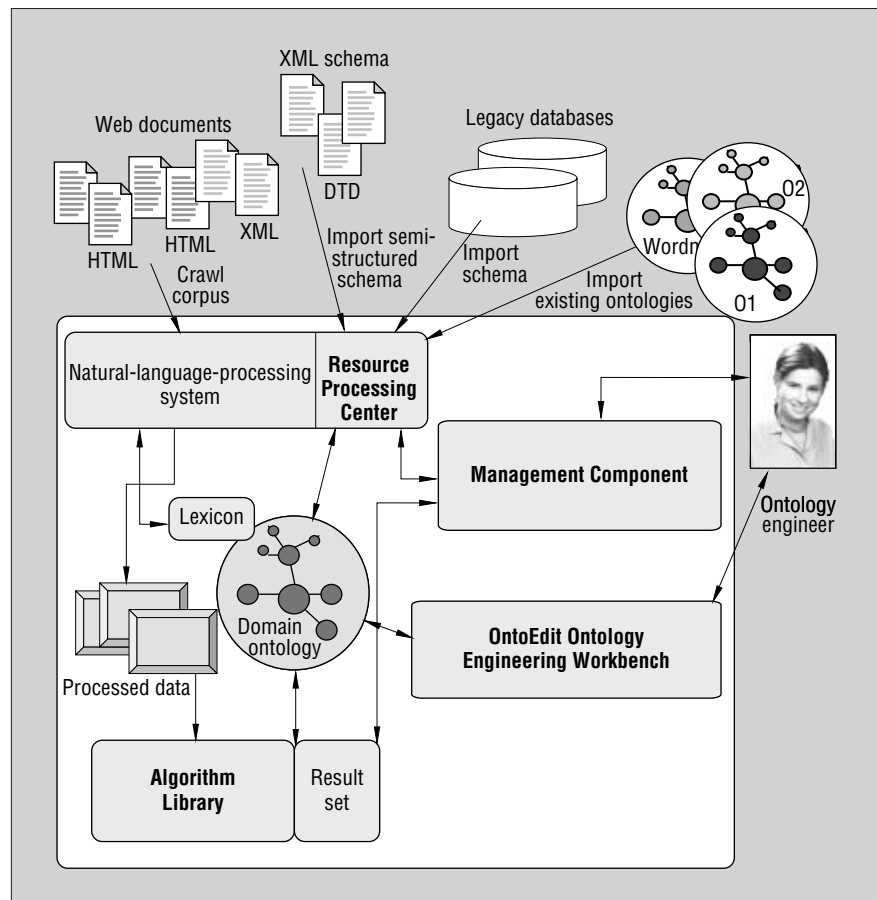 XML schema
Web documents
Legacy databases
DTD
HTML
HTML
XML
O2
O1
Crawl
corpus
Import semi-
structured
schema
Import
schema
Import
existing ontologies
Natural-language-processing
system
Resource
Processing
Center
Management Component
Ontology
engineer
Lexicon
Domain
ontology
OntoEdit Ontology
Engineering Workbench
Processed data
Algorithm
Library
Result
set